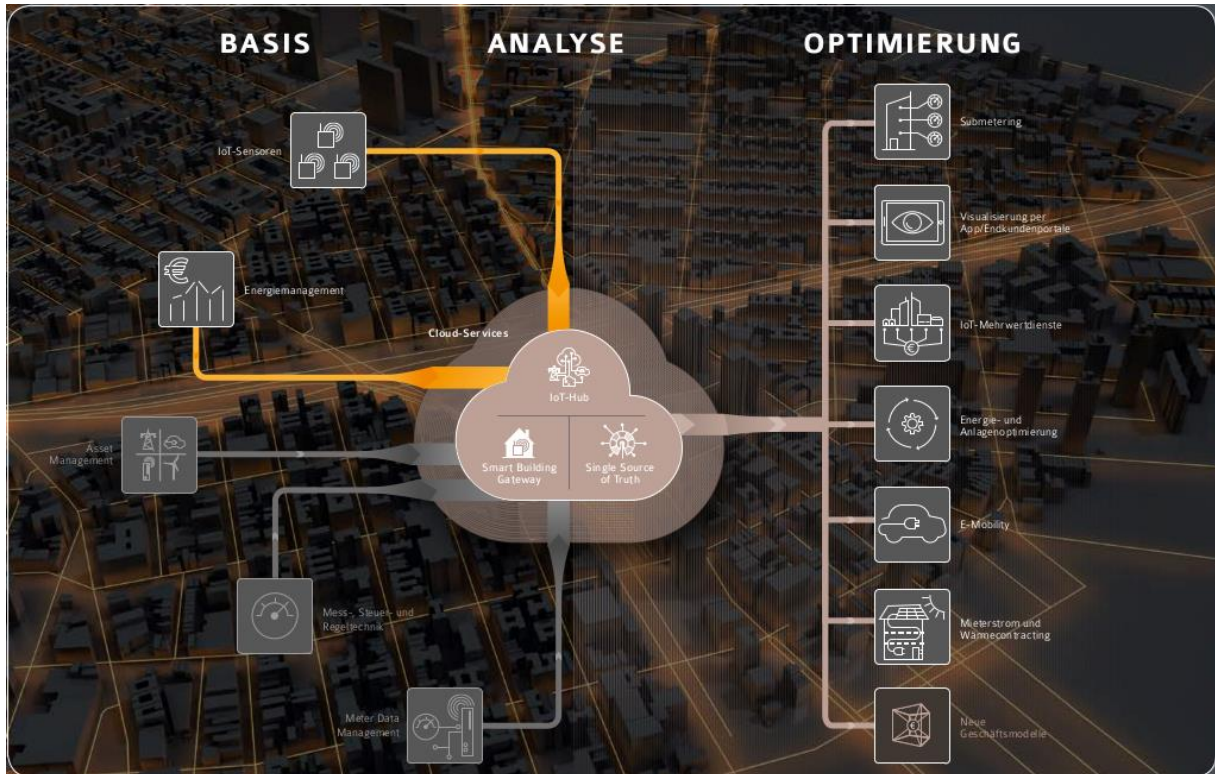 BASIS
ANALYSE
OPTIMIERUNG
IoT-Sensoren
Energiemanagement
Asset
Management
Mess-, Steuer- und
Regeltechnik
Meter Data
Management
Cloud-Services
IoT-Hub
Smart Building
Gateway
Single Source
of Truth
Submetering
Visualisierung per
App/Endkundenportale
IoT-Mehrwertdienste
Energie- und
Anlagenoptimierung
E-Mobility
Mieterstrom und
Wärmecontracting
Neue
Geschäftsmodelle